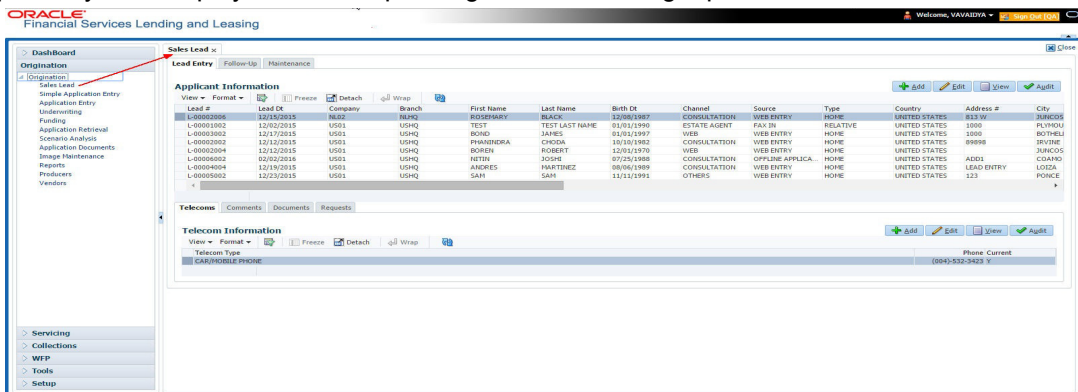 ORACLE
Financial Services Lending and Leasing
Welcome, VAVAIDYA
Sign Out [QA]
Close
DashBoard
Origination
Origination
Sales Lead
Simple Application Entry
Application Entry
Underwriting
Funding
Application Retrieval
Scenario Analysis
Application Documents
Image Maintenance
Reports
Producers
Vendors
Servicing
Collections
WFP
Tools
Setup
Sales Lead
Lead Entry Follow-Up Maintenance
Applicant Information
Add Edit View Audit
View Format Freeze Detach Wrap
Lead # Lead Dt Company Branch First Name Last Name Birth Dt Channel Source Type Country Address # City
L-00002006 12/15/2015 NL02 NLHQ ROSEMARY BLACK 12/08/1987 CONSULTATION WEB ENTRY HOME UNITED STATES 813 W JUNCOS
L-00001002 12/02/2015 US01 USHQ TEST TEST LAST NAME 01/01/1990 ESTATE AGENT FAX IN RELATIVE UNITED STATES 1000 PLYMOU
L-00003002 12/17/2015 US01 USHQ BOND JAMES 01/01/1997 WEB WEB ENTRY HOME UNITED STATES 1000 BOTHELL
L-00002002 12/12/2015 US01 USHQ PHANINDRA CHODA 10/10/1982 CONSULTATION WEB ENTRY HOME UNITED STATES 89898 IRVINE
L-00002004 12/12/2015 US01 USHQ BOREN ROBERT 12/01/1970 WEB WEB ENTRY HOME UNITED STATES JUNCOS
L-00006002 02/02/2016 US01 USHQ NITIN JOSHI 07/25/1988 CONSULTATION OFFLINE APPLICA... HOME UNITED STATES ADD1 COAMO
L-00004004 12/19/2015 US01 USHQ ANDRES MARTINEZ 08/06/1989 CONSULTATION WEB ENTRY HOME UNITED STATES LEAD ENTRY LOIZA
L-00005002 12/23/2015 US01 USHQ SAM SAM 11/11/1991 OTHERS WEB ENTRY HOME UNITED STATES 123 PONCE
Telecoms Comments Documents Requests
Telecom Information
Add Edit View Audit
View Format Freeze Detach Wrap
Telecom Type Phone Current
CAR/MOBILE PHONE (004)-532-3423 Y